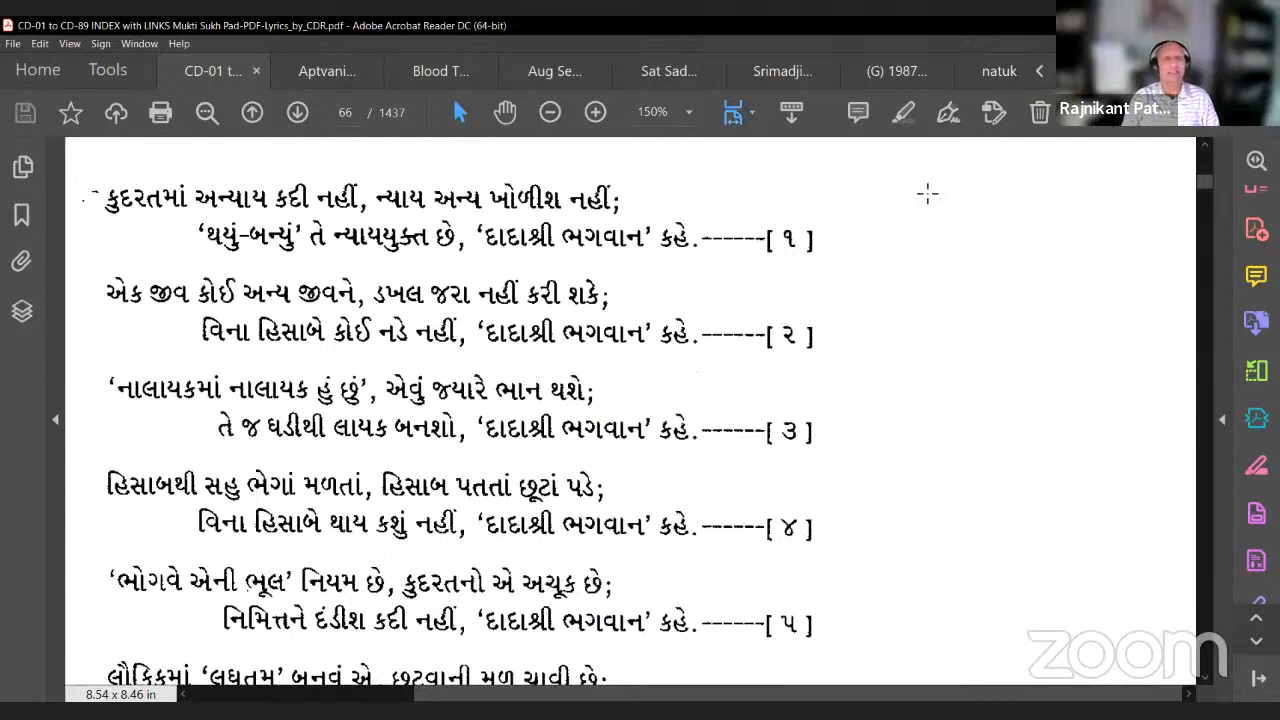 CD-01 to CD-89 INDEX with LINKS Mukti Sukh Pad-PDF-Lyrics_by_CDR.pdf - Adobe Acrobat Reader DC (64-bit)
File Edit View Sign Window Help
Home Tools CD-01 t... × Aptvani... Blood T... Aug Se... Sat Sad... Srimadji... (G) 1987... natuk
66 / 1437 150%
Rajnikant Pat...
કુદરતમાં અન્યાય કદી નહીં, ન્યાય અન્ય ખોળીશ નહીં;
‘થયું-બન્યું’ તે ન્યાયયુક્ત છે, ‘દાદાશ્રી ભગવાન’ કહે.------[ ૧ ]
એક જીવ કોઈ અન્ય જીવને, ડખલ જરા નહીં કરી શકે;
વિના હિસાબે કોઈ નડે નહીં, ‘દાદાશ્રી ભગવાન’ કહે.------[ ૨ ]
‘નાલાયકમાં નાલાયક હું છું’, એવું જ્યારે ભાન થશે;
તે જ ઘડીથી લાયક બનશો, ‘દાદાશ્રી ભગવાન’ કહે.------[ ૩ ]
હિસાબથી સહુ ભેગાં મળતાં, હિસાબ પતતાં છૂટાં પડે;
વિના હિસાબે થાય કશું નહીં, ‘દાદાશ્રી ભગવાન’ કહે.------[ ૪ ]
‘ભોગવે એની ભૂલ’ નિયમ છે, કુદરતનો એ અચૂક છે;
નિમિત્તને દંડીશ કદી નહીં, ‘દાદાશ્રી ભગવાન’ કહે.------[ ૫ ]
લૌકિકમાં ‘લઘુતમ’ બનવું એ, છૂટવાની મૂળ ચાવી છે;
zoom
8.54 x 8.46 in